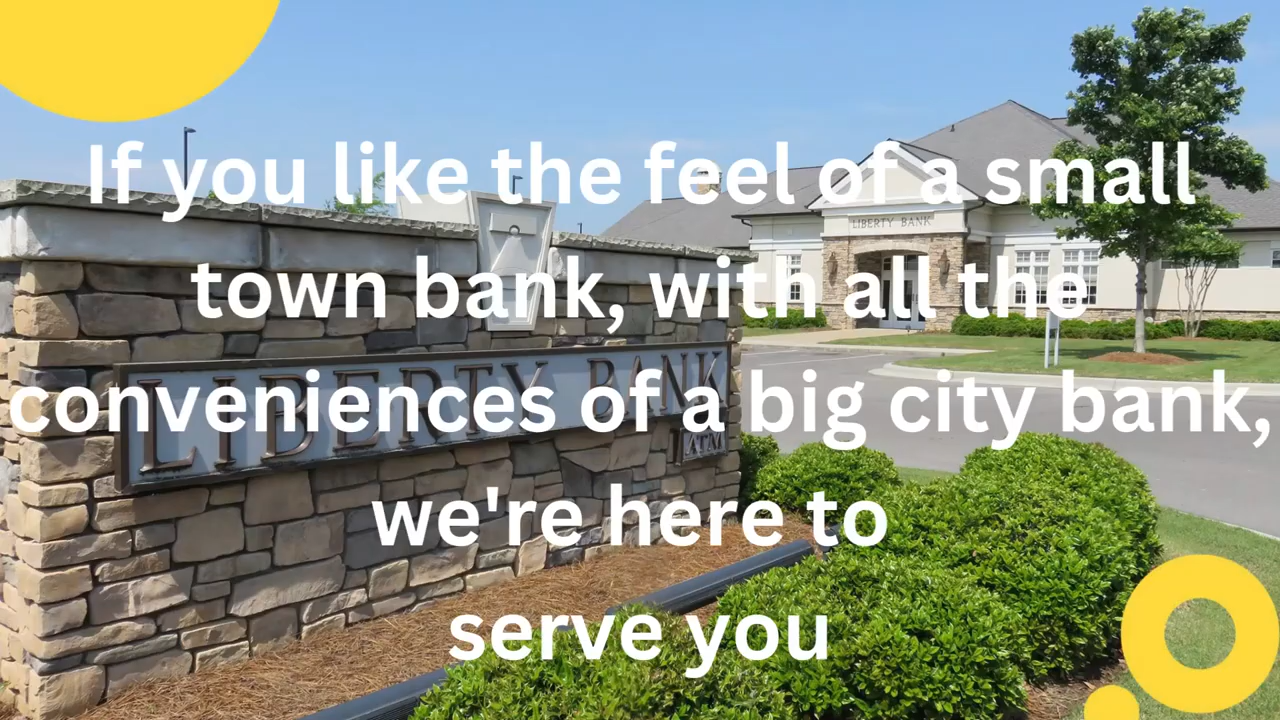 If you like the feel of a small
town bank, with all the
conveniences of a big city bank,
we're here to
serve you
LIBERTY BANK
LIBERTY BANK
ATM